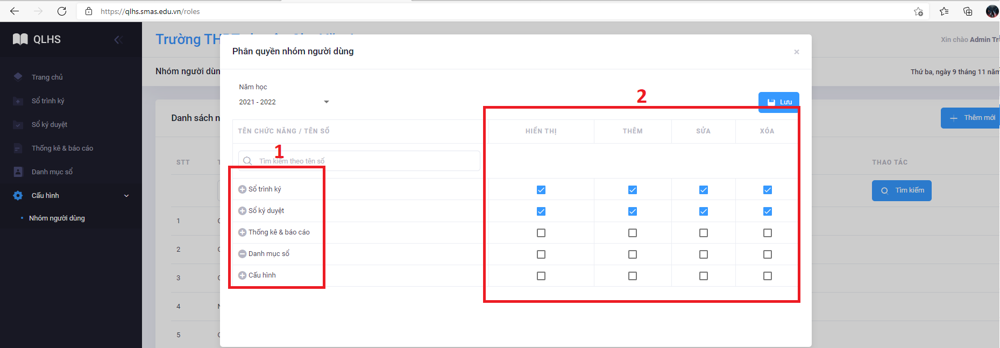 https://qlhs.smas.edu.vn/roles
QLHS
Trang chủ
Sổ trình ký
Sổ ký duyệt
Thống kê & báo cáo
Danh mục sổ
Cấu hình
Nhóm người dùng
Trường
Xin chào Admin
Nhóm người
Thứ ba, ngày 9 tháng 11
Danh sách
Thêm mới
STT
THAO TÁC
Tìm kiếm
1
2
3
4
5
Phân quyền nhóm người dùng
×
Năm học
2021 - 2022
2
Lưu
TÊN CHỨC NĂNG / TÊN SỔ
HIỂN THỊ
THÊM
SỬA
XÓA
1
Tìm kiếm theo tên sổ
Sổ trình ký
Sổ ký duyệt
Thống kê & báo cáo
Danh mục sổ
Cấu hình